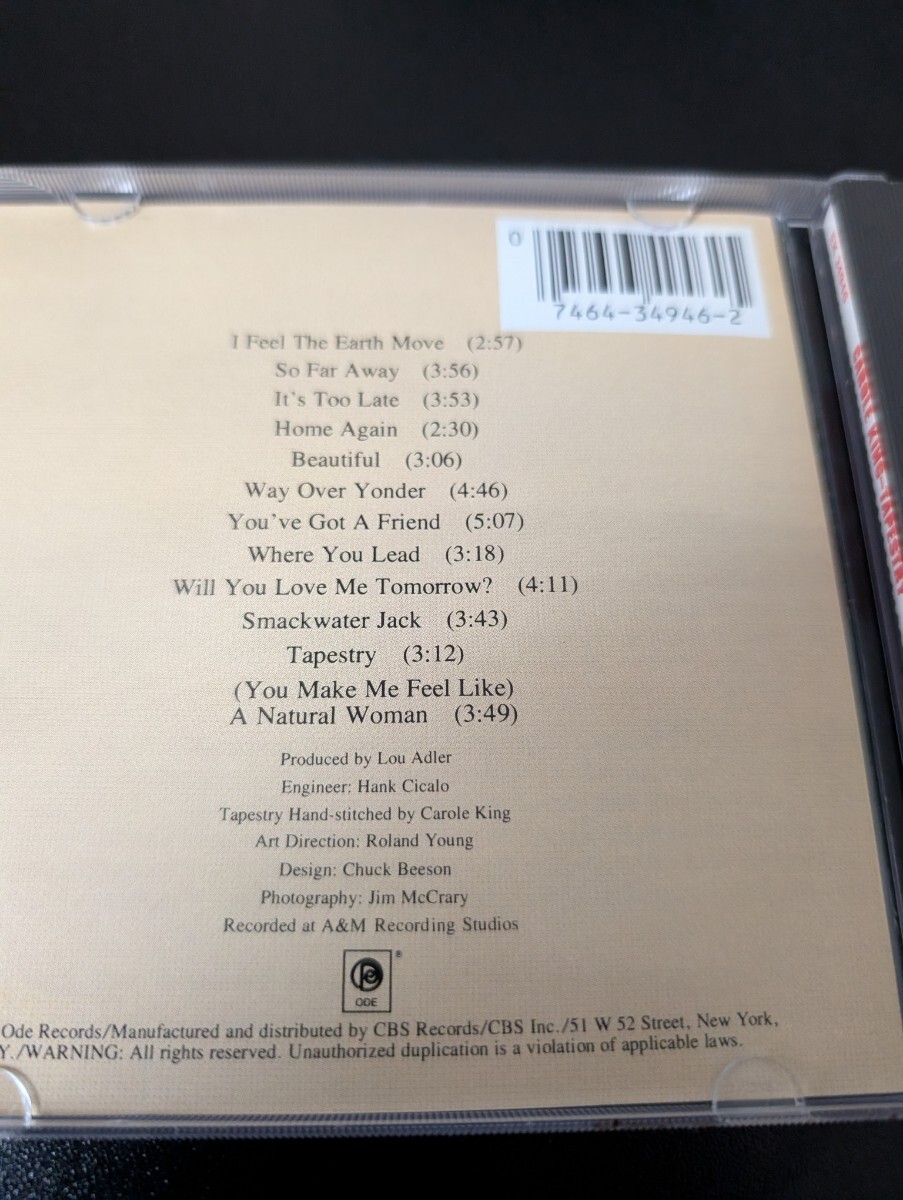 0
7464-34946-2
I Feel The Earth Move (2:57)
So Far Away (3:56)
It's Too Late (3:53)
Home Again (2:30)
Beautiful (3:06)
Way Over Yonder (4:46)
You've Got A Friend (5:07)
Where You Lead (3:18)
Will You Love Me Tomorrow? (4:11)
Smackwater Jack (3:43)
Tapestry (3:12)
(You Make Me Feel Like)
A Natural Woman (3:49)
Produced by Lou Adler
Engineer: Hank Cicalo
Tapestry Hand-stitched by Carole King
Art Direction: Roland Young
Design: Chuck Beeson
Photography: Jim McCrary
Recorded at A&M Recording Studios
®
ODE
Ode Records/Manufactured and distributed by CBS Records/CBS Inc./51 W 52 Street, New York,
Y./WARNING: All rights reserved. Unauthorized duplication is a violation of applicable laws.
CAROLE KING-TAPESTRY